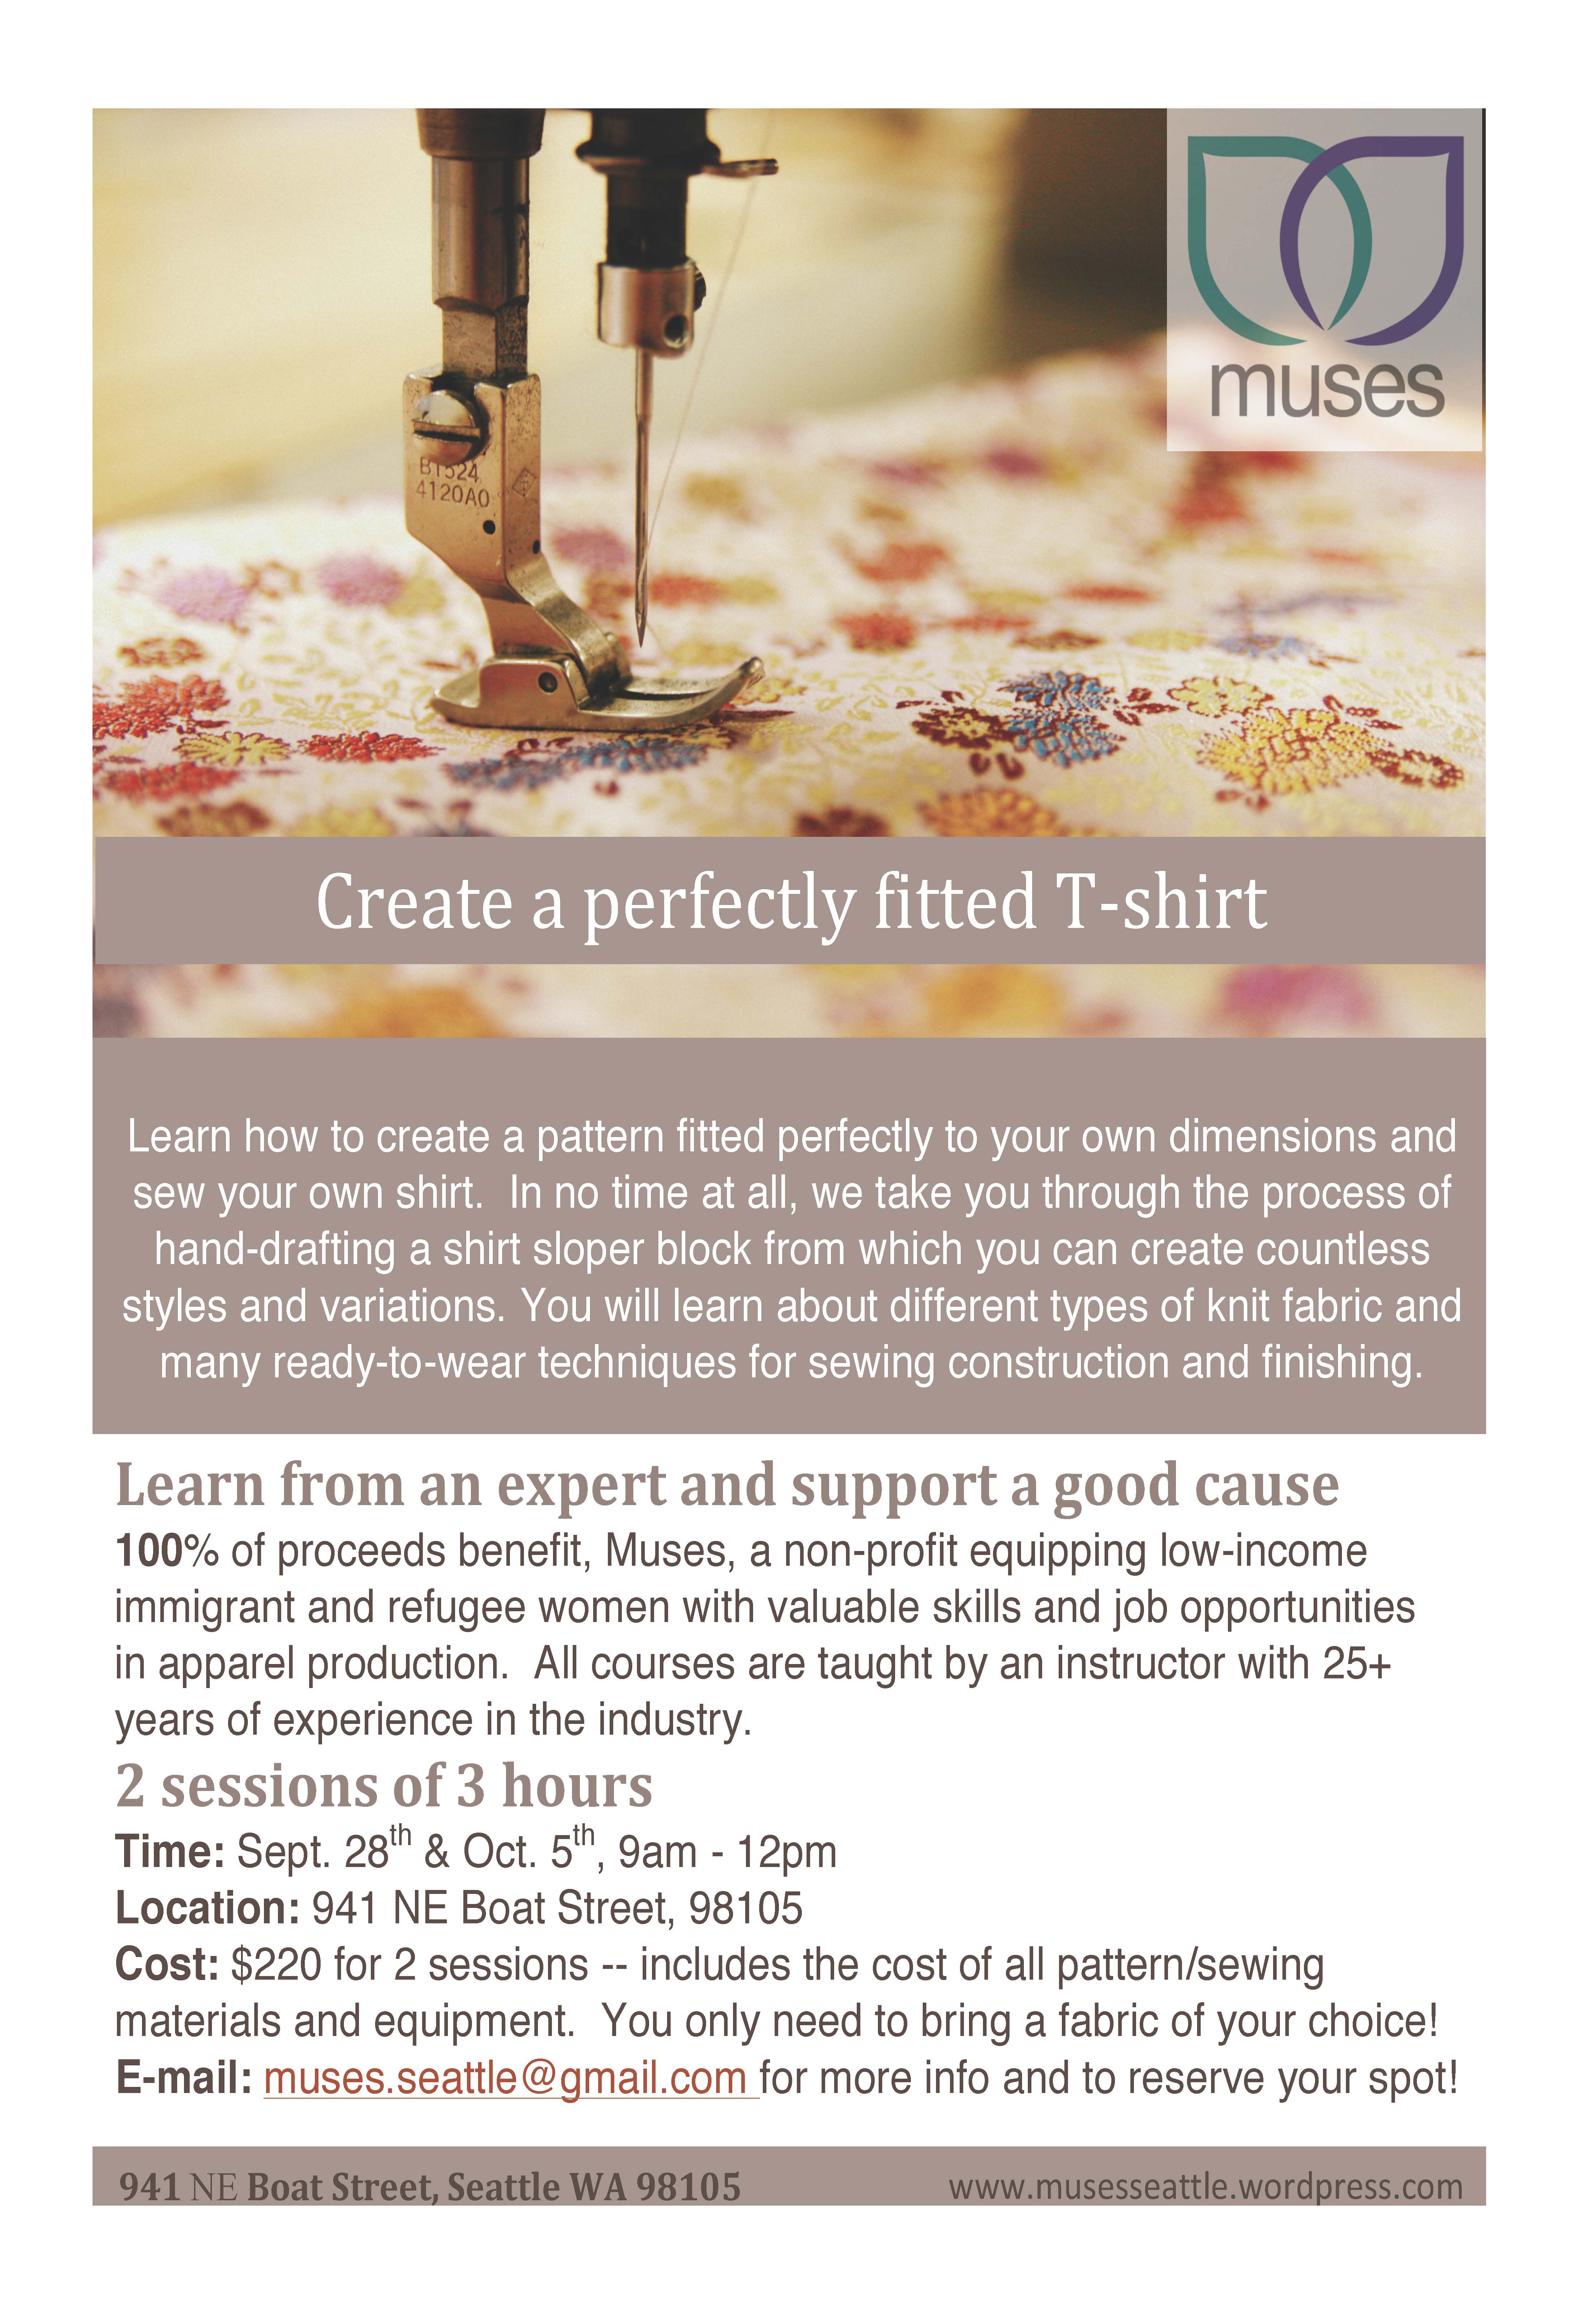 muses
B1524
4120A0
Create a perfectly fitted T-shirt
Learn how to create a pattern fitted perfectly to your own dimensions and
sew your own shirt.  In no time at all, we take you through the process of
hand-drafting a shirt sloper block from which you can create countless
styles and variations. You will learn about different types of knit fabric and
many ready-to-wear techniques for sewing construction and finishing.
Learn from an expert and support a good cause
100% of proceeds benefit, Muses, a non-profit equipping low-income
immigrant and refugee women with valuable skills and job opportunities
in apparel production.  All courses are taught by an instructor with 25+
years of experience in the industry.
2 sessions of 3 hours
Time: Sept. 28th & Oct. 5th, 9am - 12pm
Location: 941 NE Boat Street, 98105
Cost: $220 for 2 sessions -- includes the cost of all pattern/sewing
materials and equipment.  You only need to bring a fabric of your choice!
E-mail: muses.seattle@gmail.com for more info and to reserve your spot!
941 NE Boat Street, Seattle WA 98105 www.musesseattle.wordpress.com